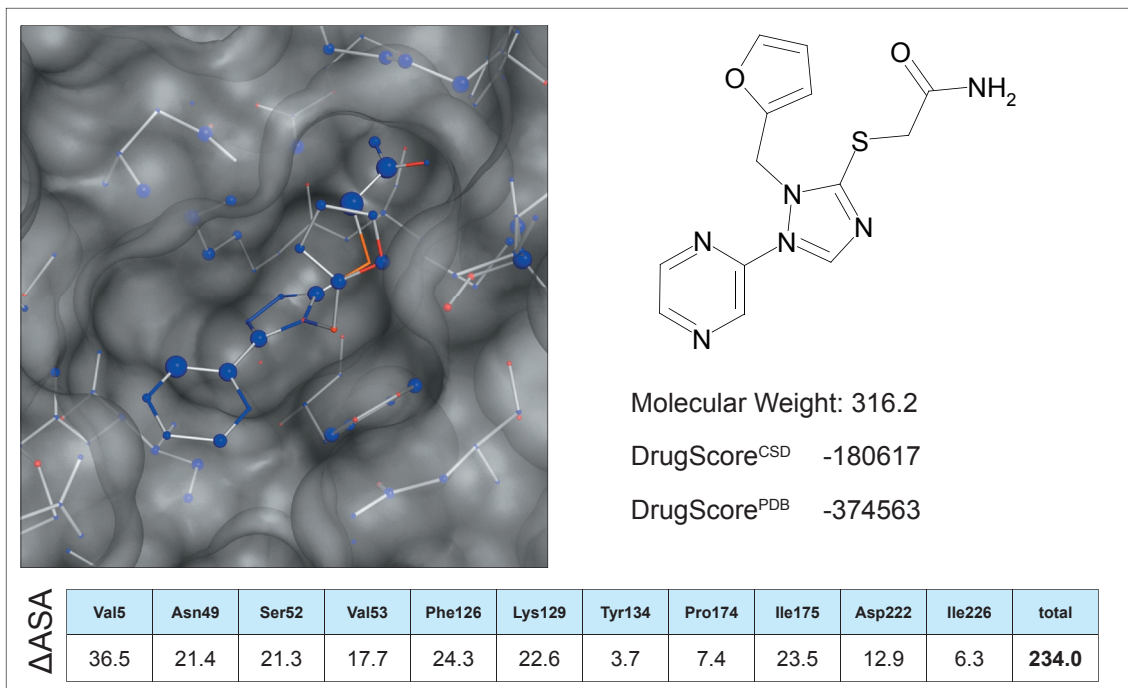 O
O
NH2
S
N
N
N
N
N
Molecular Weight: 316.2
DrugScoreCSD -180617
DrugScorePDB -374563
ΔASA
Val5 Asn49 Ser52 Val53 Phe126 Lys129 Tyr134 Pro174 Ile175 Asp222 Ile226 total
36.5 21.4 21.3 17.7 24.3 22.6 3.7 7.4 23.5 12.9 6.3 234.0